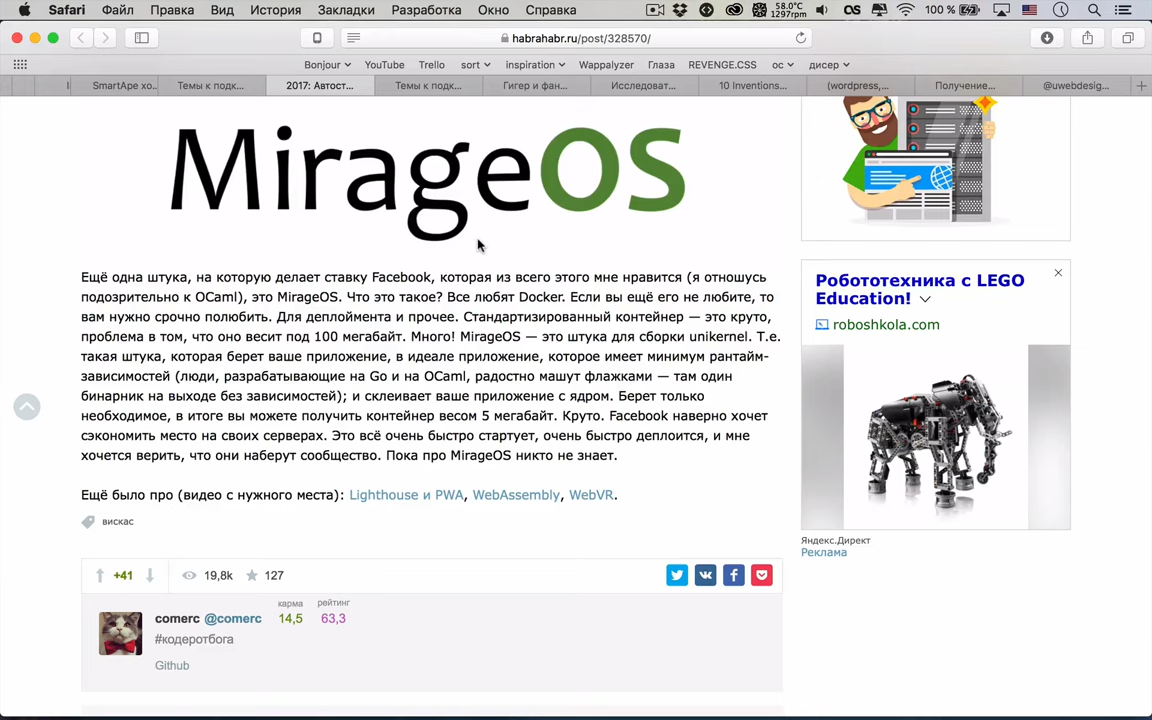 Safari Файл Правка Вид История Закладки Разработка Окно Справка 58.0°C 1297rpm 100 %
habrahabr.ru/post/328570/
Bonjour YouTube Trello sort inspiration Wappalyzer Глаза REVENGE.CSS ос дисер
SmartApe хо... Темы к подк... 2017: Автост... Темы к подк... Гигер и фан... Исследоват... 10 Inventions... (wordpress,... Получение... @uwebdesig...
MirageOS
Ещё одна штука, на которую делает ставку Facebook, которая из всего этого мне нравится (я отношусь
подозрительно к OCaml), это MirageOS. Что это такое? Все любят Docker. Если вы ещё его не любите, то
вам нужно срочно полюбить. Для деплоймента и прочее. Стандартизированный контейнер — это круто,
проблема в том, что оно весит под 100 мегабайт. Много! MirageOS — это штука для сборки unikernel. Т.е.
такая штука, которая берет ваше приложение, в идеале приложение, которое имеет минимум рантайм-
зависимостей (люди, разрабатывающие на Go и на OCaml, радостно машут флажками — там один
бинарник на выходе без зависимостей); и склеивает ваше приложение с ядром. Берет только
необходимое, в итоге вы можете получить контейнер весом 5 мегабайт. Круто. Facebook наверно хочет
сэкономить место на своих серверах. Это всё очень быстро стартует, очень быстро деплоится, и мне
хочется верить, что они наберут сообщество. Пока про MirageOS никто не знает.
Ещё было про (видео с нужного места): Lighthouse и PWA, WebAssembly, WebVR.
вискас
+41 19,8k 127
comerc @comerc
#кодеротбога
Github
карма рейтинг
14,5 63,3
Робототехника с LEGO
Education!
roboshkola.com
Яндекс.Директ
Реклама